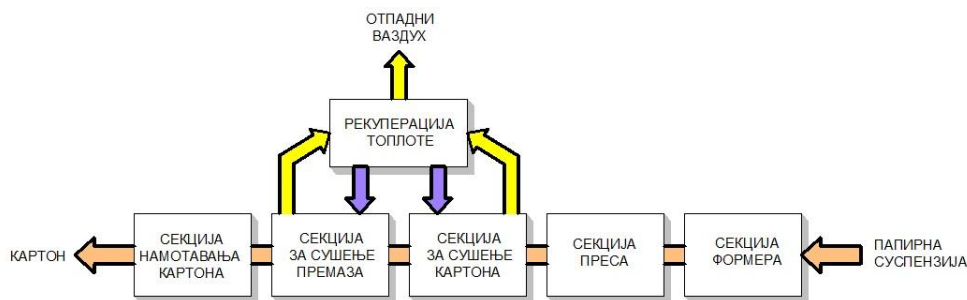 ОТПАДНИ
ВАЗДУХ
РЕКУПЕРАЦИЈА
ТОПЛОТЕ
КАРТОН
СЕКЦИЈА
НАМОТАВАЊА
КАРТОНА
СЕКЦИЈА
ЗА СУШЕЊЕ
ПРЕМАЗА
СЕКЦИЈА
ЗА СУШЕЊЕ
КАРТОНА
СЕКЦИЈА
ПРЕСА
СЕКЦИЈА
ФОРМЕРА
ПАПИРНА
СУСПЕНЗИЈА